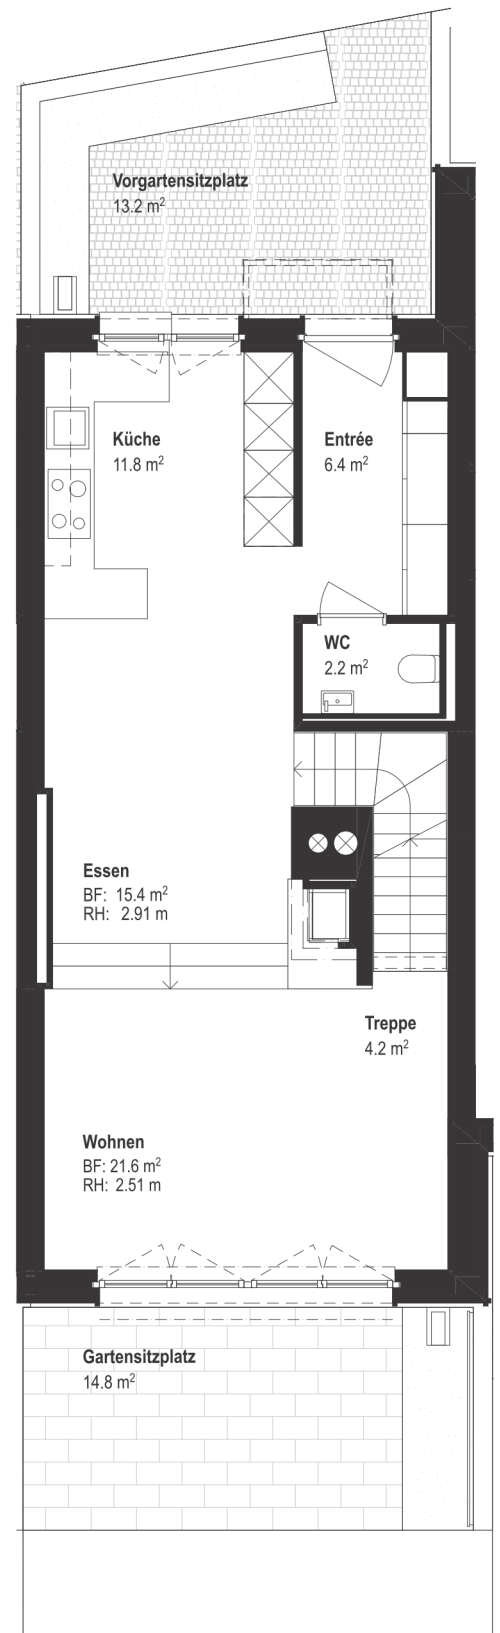 Vorgartensitzplatz
13.2 m²
Küche
11.8 m²
Entrée
6.4 m²
WC
2.2 m²
Essen
BF: 15.4 m²
RH: 2.91 m
Treppe
4.2 m²
Wohnen
BF: 21.6 m²
RH: 2.51 m
Gartensitzplatz
14.8 m²